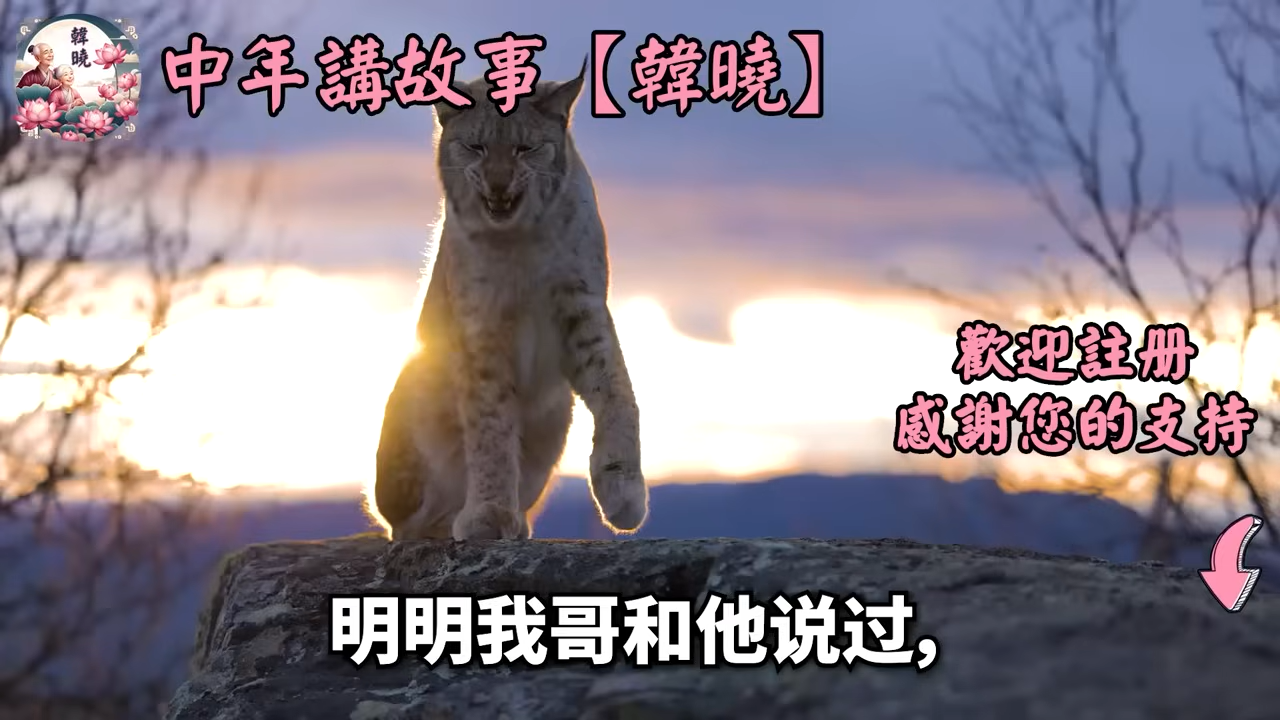 韓
曉
中年講故事【韓曉】
歡迎註册
感謝您的支持
明明我哥和他说过,